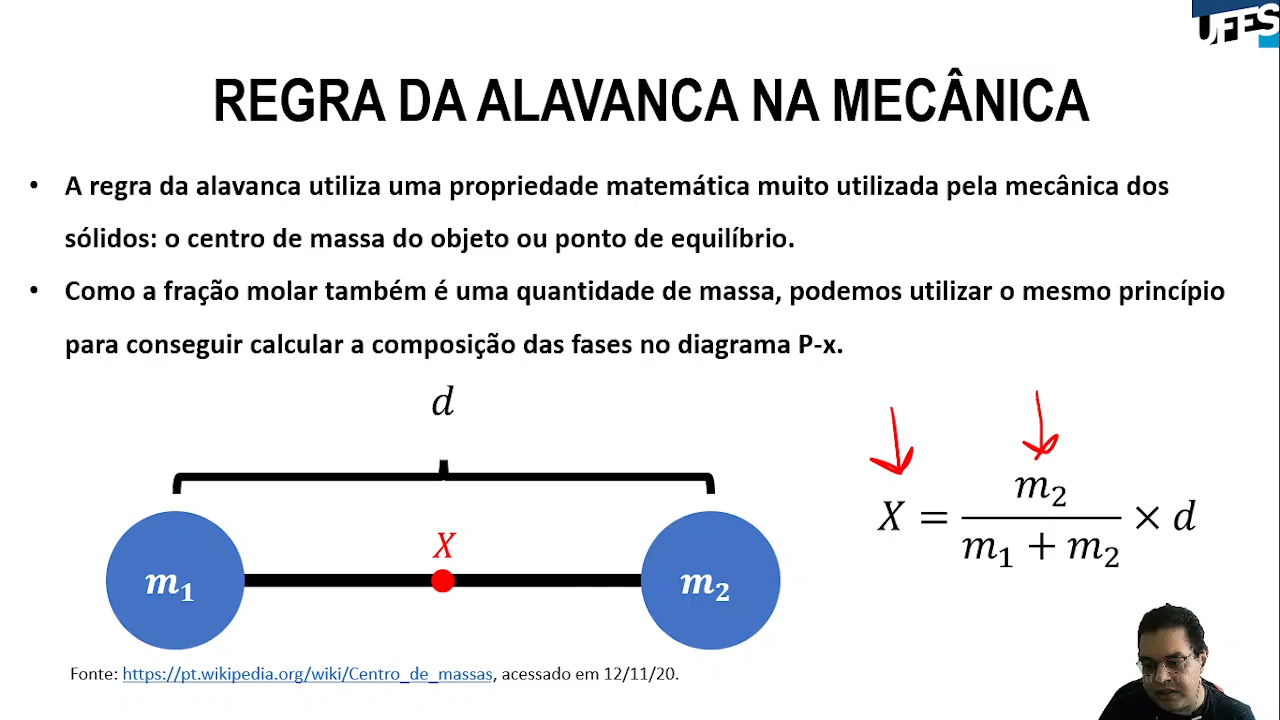 UFES
REGRA DA ALAVANCA NA MECÂNICA
• A regra da alavanca utiliza uma propriedade matemática muito utilizada pela mecânica dos
sólidos: o centro de massa do objeto ou ponto de equilíbrio.
• Como a fração molar também é uma quantidade de massa, podemos utilizar o mesmo princípio
para conseguir calcular a composição das fases no diagrama P-x.
d
X
m₁
m₂
X = m₂ / (m₁ + m₂) × d
Fonte: https://pt.wikipedia.org/wiki/Centro_de_massas, acessado em 12/11/20.